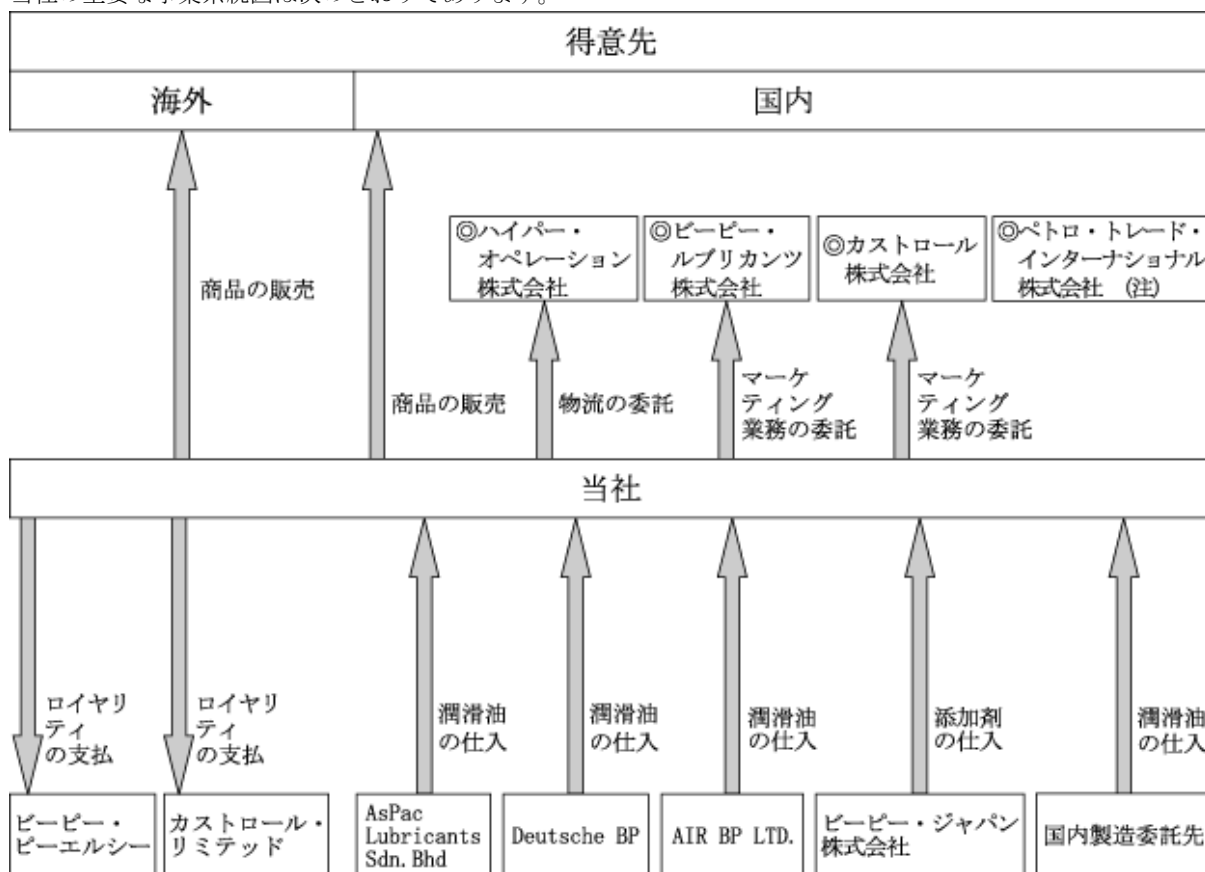 当社の主要な事業系統図は次のとおりであります。
得意先
海外
国内
◎ハイパー・
オペレーション
株式会社
◎ビーピー・
ルブリカンツ
株式会社
◎カストロール
株式会社
◎ペトロ・トレード・
インターナショナル
株式会社 (注)
商品の販売
商品の販売
物流の委託
マーケ
ティング
業務の委託
マーケ
ティング
業務の委託
当社
ロイヤリ
ティ
の支払
ロイヤリ
ティ
の支払
潤滑油
の仕入
潤滑油
の仕入
潤滑油
の仕入
添加剤
の仕入
潤滑油
の仕入
ビーピー・
ピーエルシー
カストロール・
リミテッド
AsPac
Lubricants
Sdn. Bhd
Deutsche BP
AIR BP LTD.
ビーピー・ジャパン
株式会社
国内製造委託先